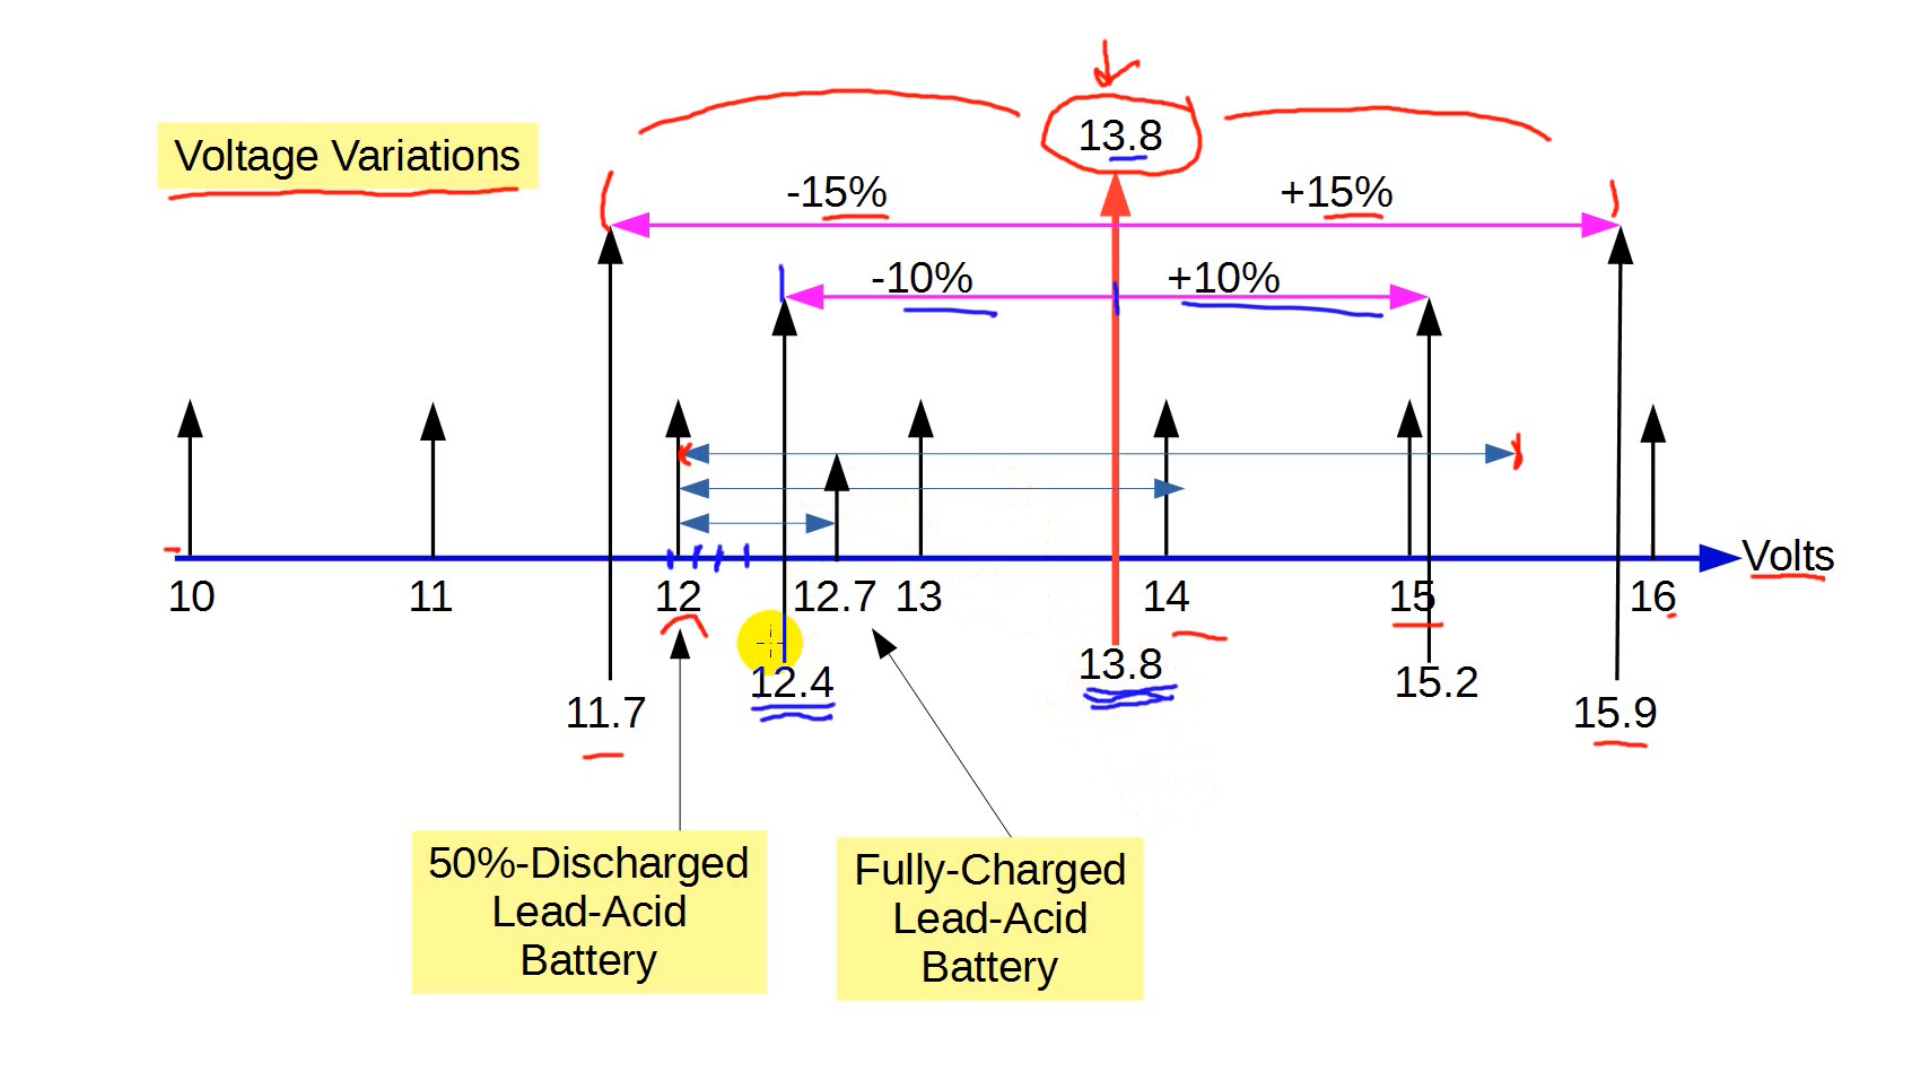 13.8
Voltage Variations
-15%
+15%
-10%
+10%
Volts
10
11
12
12.7
13
14
15
16
13.8
12.4
15.2
11.7
15.9
50%-Discharged
Lead-Acid
Battery
Fully-Charged
Lead-Acid
Battery